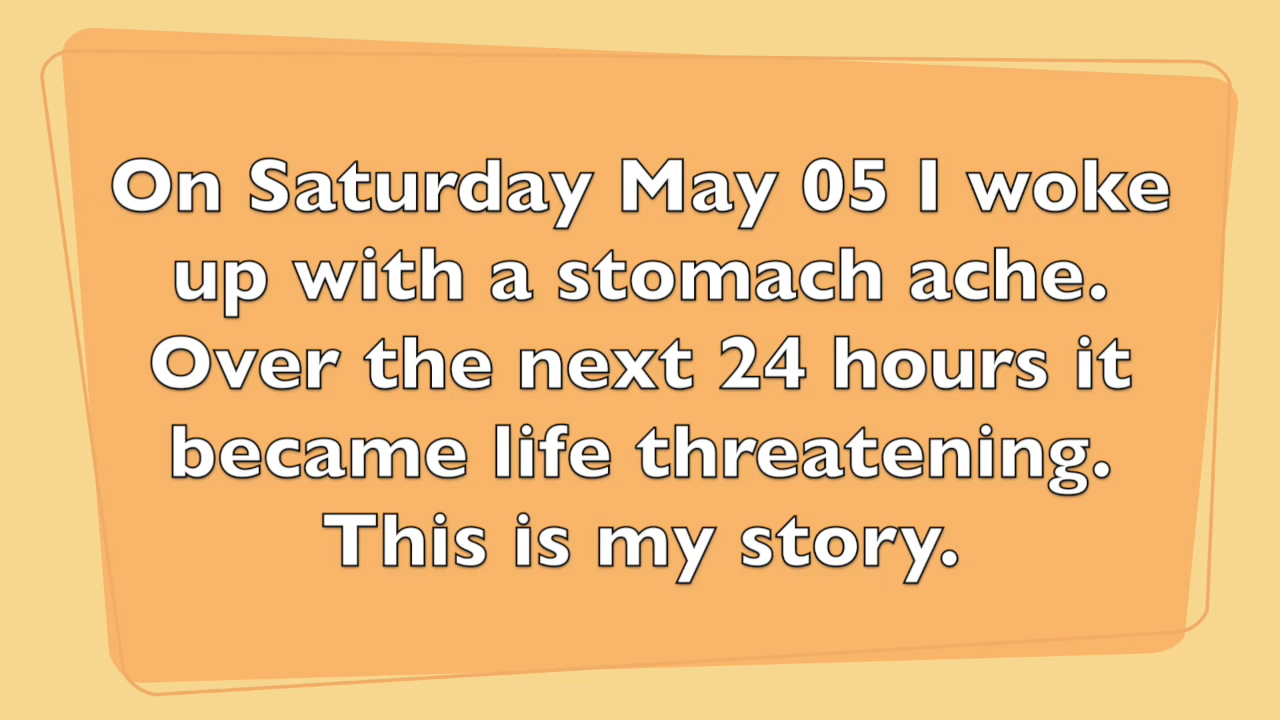 On Saturday May 05 I woke
up with a stomach ache.
Over the next 24 hours it
became life threatening.
This is my story.